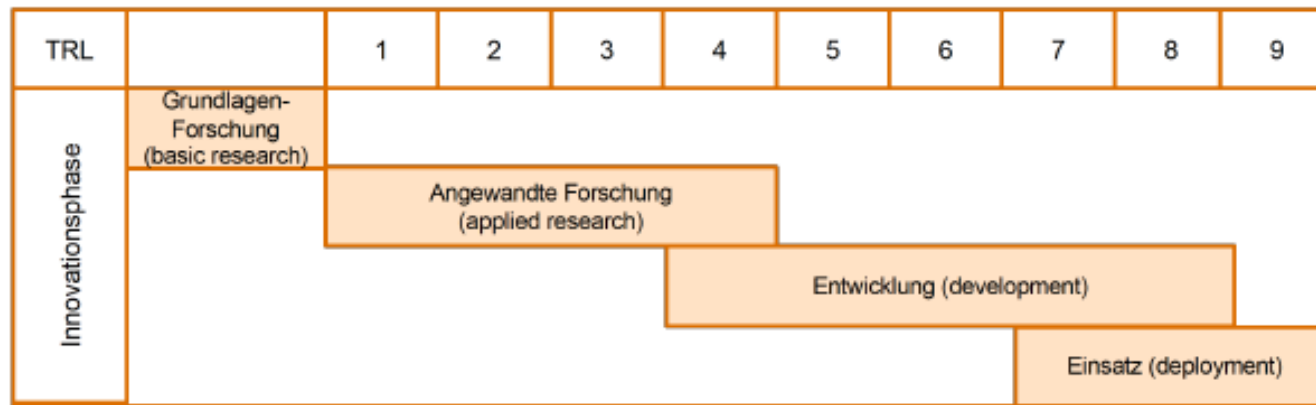 TRL 1 2 3 4 5 6 7 8 9
Innovationsphase
Grundlagen-
Forschung
(basic research)
Angewandte Forschung
(applied research)
Entwicklung (development)
Einsatz (deployment)